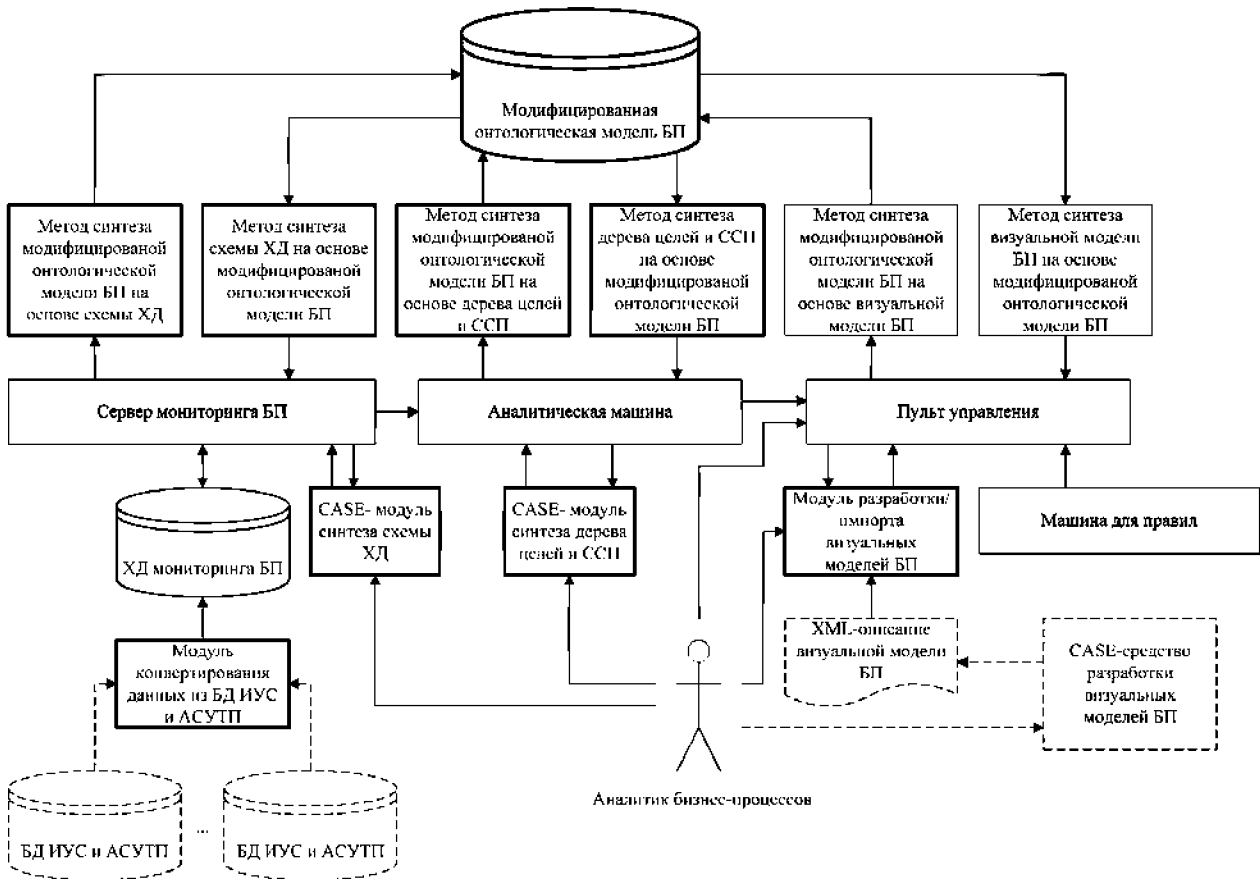 Модифицированная
онтологическая модель БП
Метод синтеза
модифицированой
онтологической
модели БП на
основе схемы ХД
Метод синтеза
схемы ХД на основе
модифицированой
онтологической
модели БП
Метод синтеза
модифицированой
онтологической
модели БП на
основе дерева целей
и ССП
Метод синтеза
дерева целей и ССП
на основе
модифицированой
онтологической
модели БП
Метод синтеза
модифицированой
онтологической
модели БП на
основе визуальной
модели БП
Метод синтеза
визуальной модели
БП на основе
модифицированой
онтологической
модели БП
Сервер мониторинга БП
Аналитическая машина
Пульт управления
ХД мониторинга БП
CASE- модуль
синтеза схемы
ХД
CASE- модуль
синтеза дерева
целей и ССП
Модуль разработки/
импорта
визуальных
моделей БП
Машина для правил
Модуль
конвертирования
данных из БД ИУС
и АСУТП
XML-описание
визуальной модели
БП
CASE-средство
разработки
визуальных
моделей БП
Аналитик бизнес-процессов
БД ИУС и АСУТП
...
БД ИУС и АСУТП